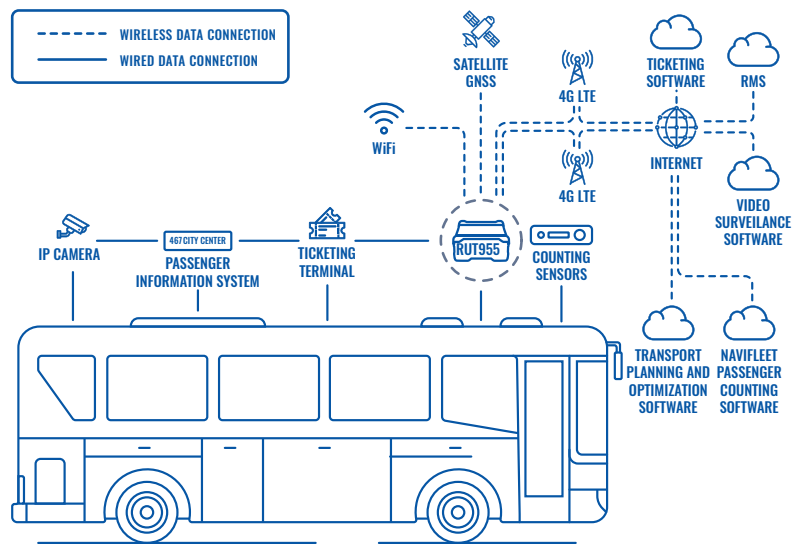 WIRELESS DATA CONNECTION
WIRED DATA CONNECTION
SATELLITE
GNSS
4G LTE
TICKETING
SOFTWARE
RMS
WiFi
INTERNET
4G LTE
VIDEO
SURVEILANCE
SOFTWARE
IP CAMERA
467CITY CENTER
PASSENGER
INFORMATION SYSTEM
TICKETING
TERMINAL
RUT955
COUNTING
SENSORS
TRANSPORT
PLANNING AND
OPTIMIZATION
SOFTWARE
NAVIFLEET
PASSENGER
COUNTING
SOFTWARE